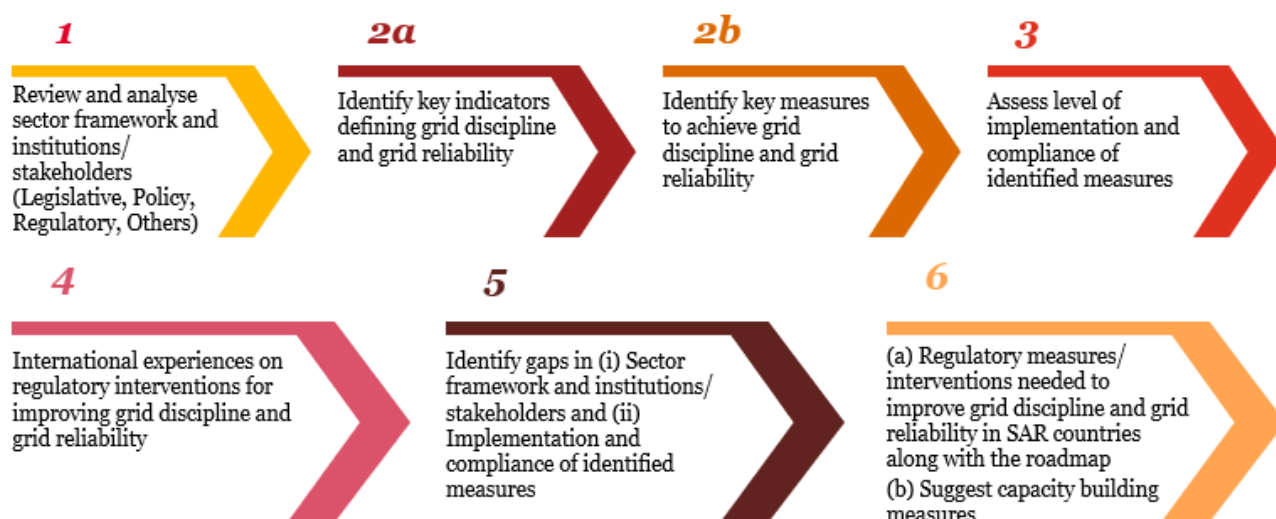 1
Review and analyse
sector framework and
institutions/
stakeholders
(Legislative, Policy,
Regulatory, Others)
2a
Identify key indicators
defining grid discipline
and grid reliability
2b
Identify key measures
to achieve grid
discipline and grid
reliability
3
Assess level of
implementation and
compliance of
identified measures
4
International experiences on
regulatory interventions for
improving grid discipline and
grid reliability
5
Identify gaps in (i) Sector
framework and institutions/
stakeholders and (ii)
Implementation and
compliance of identified
measures
6
(a) Regulatory measures/
interventions needed to
improve grid discipline and grid
reliability in SAR countries
along with the roadmap
(b) Suggest capacity building
measures